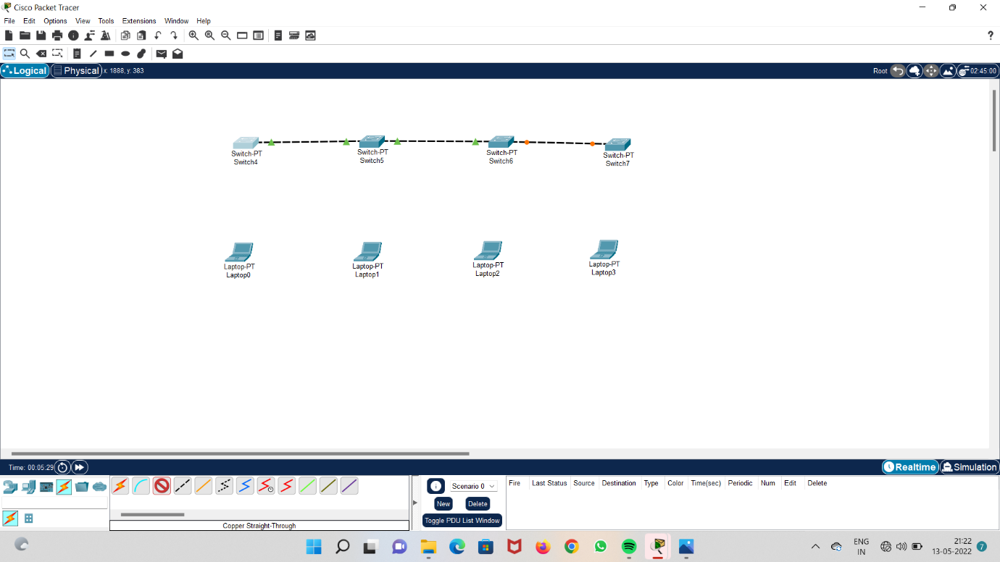 Cisco Packet Tracer
File Edit Options View Tools Extensions Window Help
?
Logical Physical x: 1888, y: 383 Root 02:45:00
Switch-PT
Switch4
Switch-PT
Switch5
Switch-PT
Switch6
Switch-PT
Switch7
Laptop-PT
Laptop0
Laptop-PT
Laptop1
Laptop-PT
Laptop2
Laptop-PT
Laptop3
Time: 00:05:29 Realtime Simulation
Scenario 0
New Delete
Toggle PDU List Window
Fire Last Status Source Destination Type Color Time(sec) Periodic Num Edit Delete
Copper Straight-Through
ENG
IN
21:22
13-05-2022
7